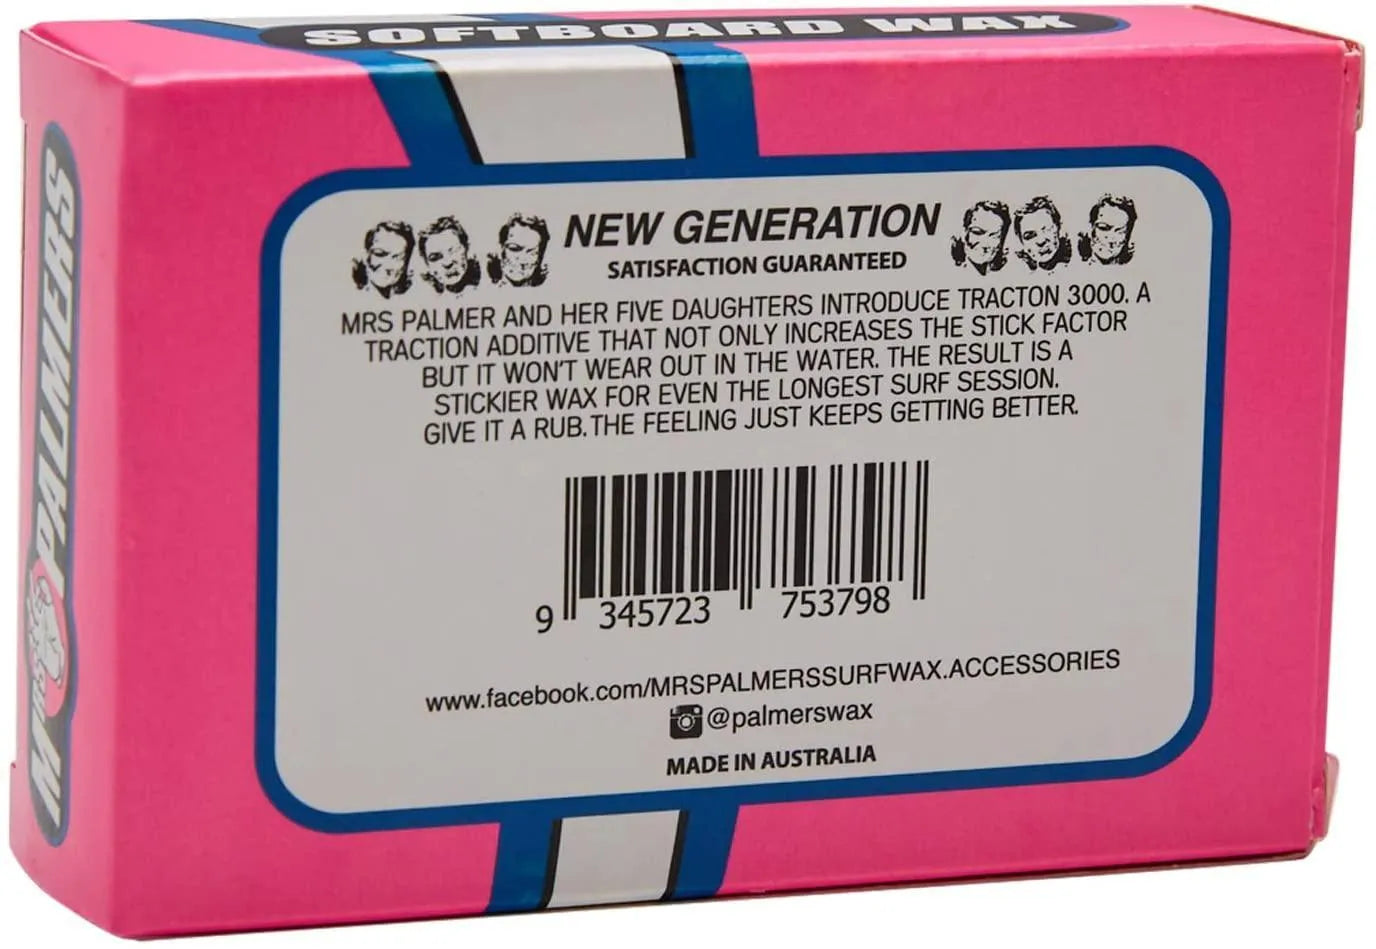 SOFTBOARD WAX
MRS PALMERS
NEW GENERATION
SATISFACTION GUARANTEED
MRS PALMER AND HER FIVE DAUGHTERS INTRODUCE TRACTON 3000. A
TRACTION ADDITIVE THAT NOT ONLY INCREASES THE STICK FACTOR
BUT IT WON'T WEAR OUT IN THE WATER. THE RESULT IS A
STICKIER WAX FOR EVEN THE LONGEST SURF SESSION.
GIVE IT A RUB.THE FEELING JUST KEEPS GETTING BETTER.
9 345723 753798
www.facebook.com/MRSPALMERSSURFWAX.ACCESSORIES
@palmerswax
MADE IN AUSTRALIA